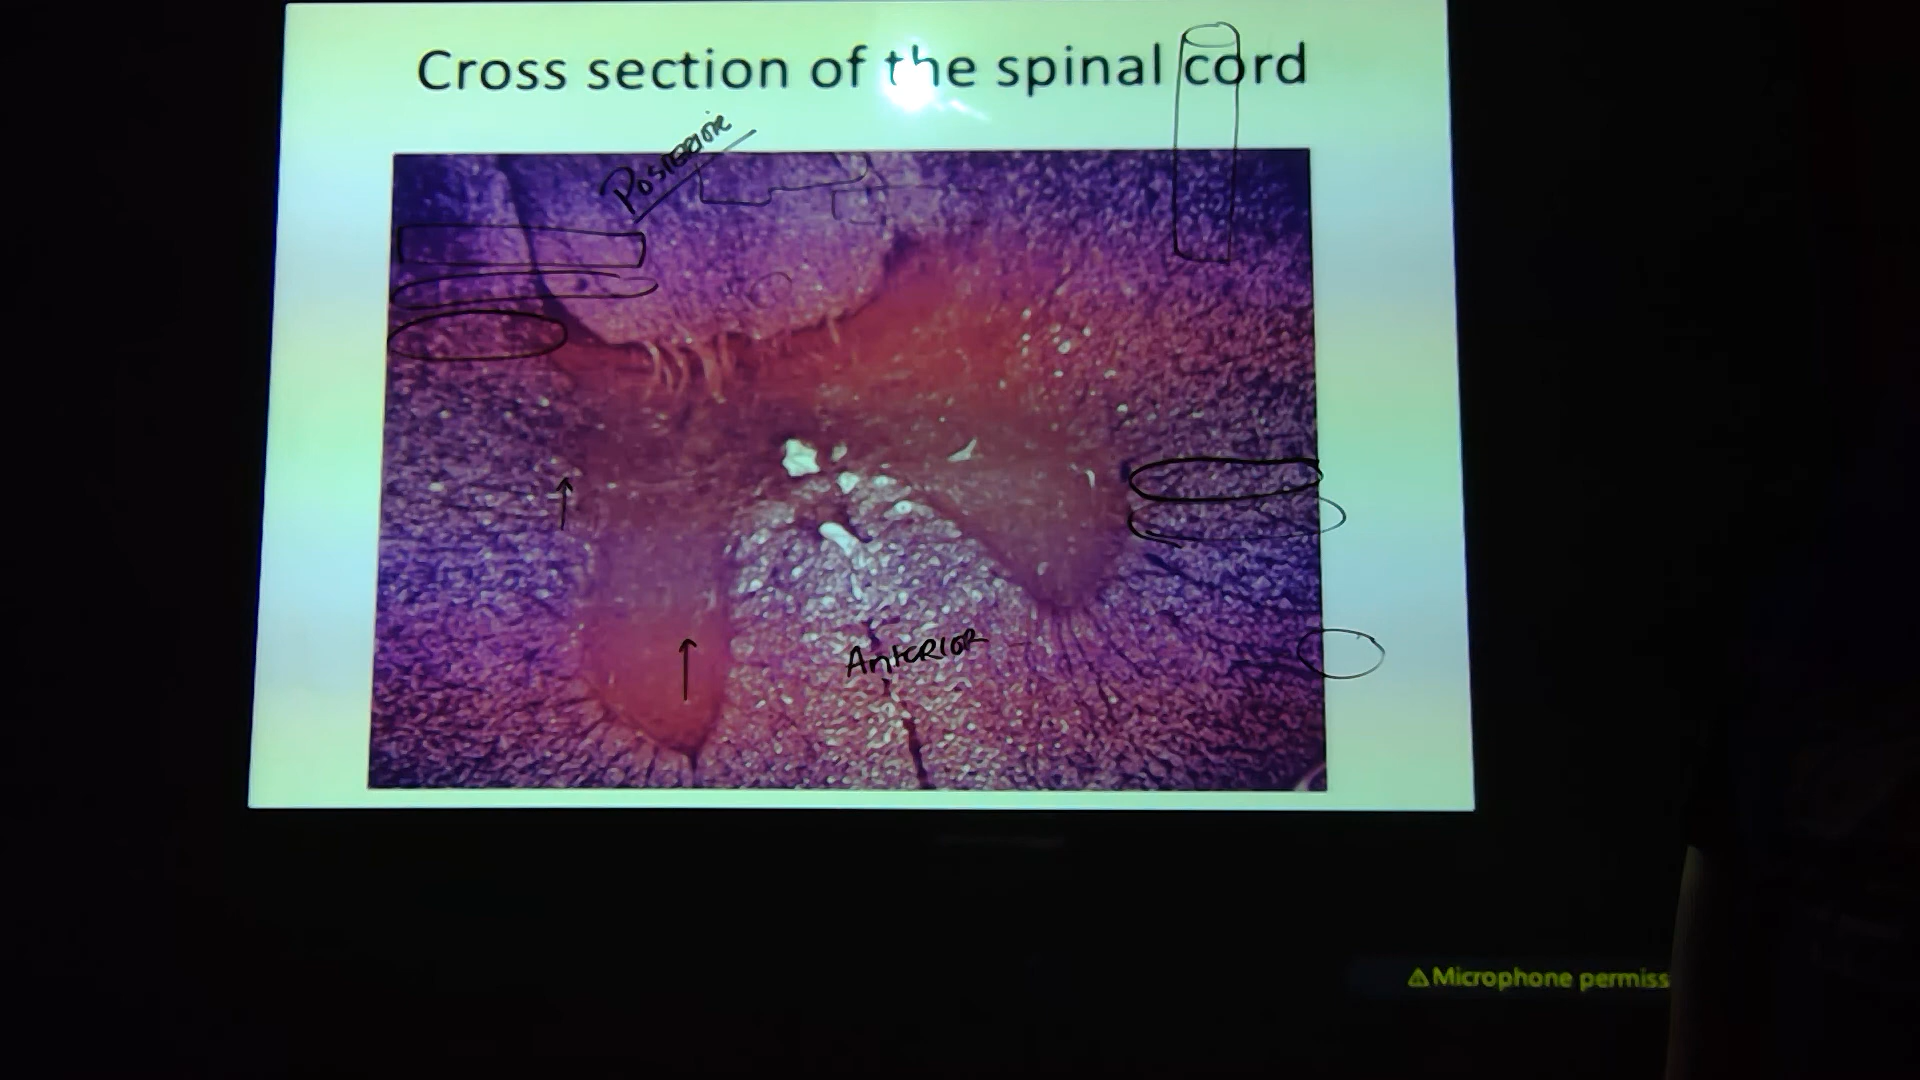 Cross section of the spinal cord
Posterior
Anterior
Microphone permiss